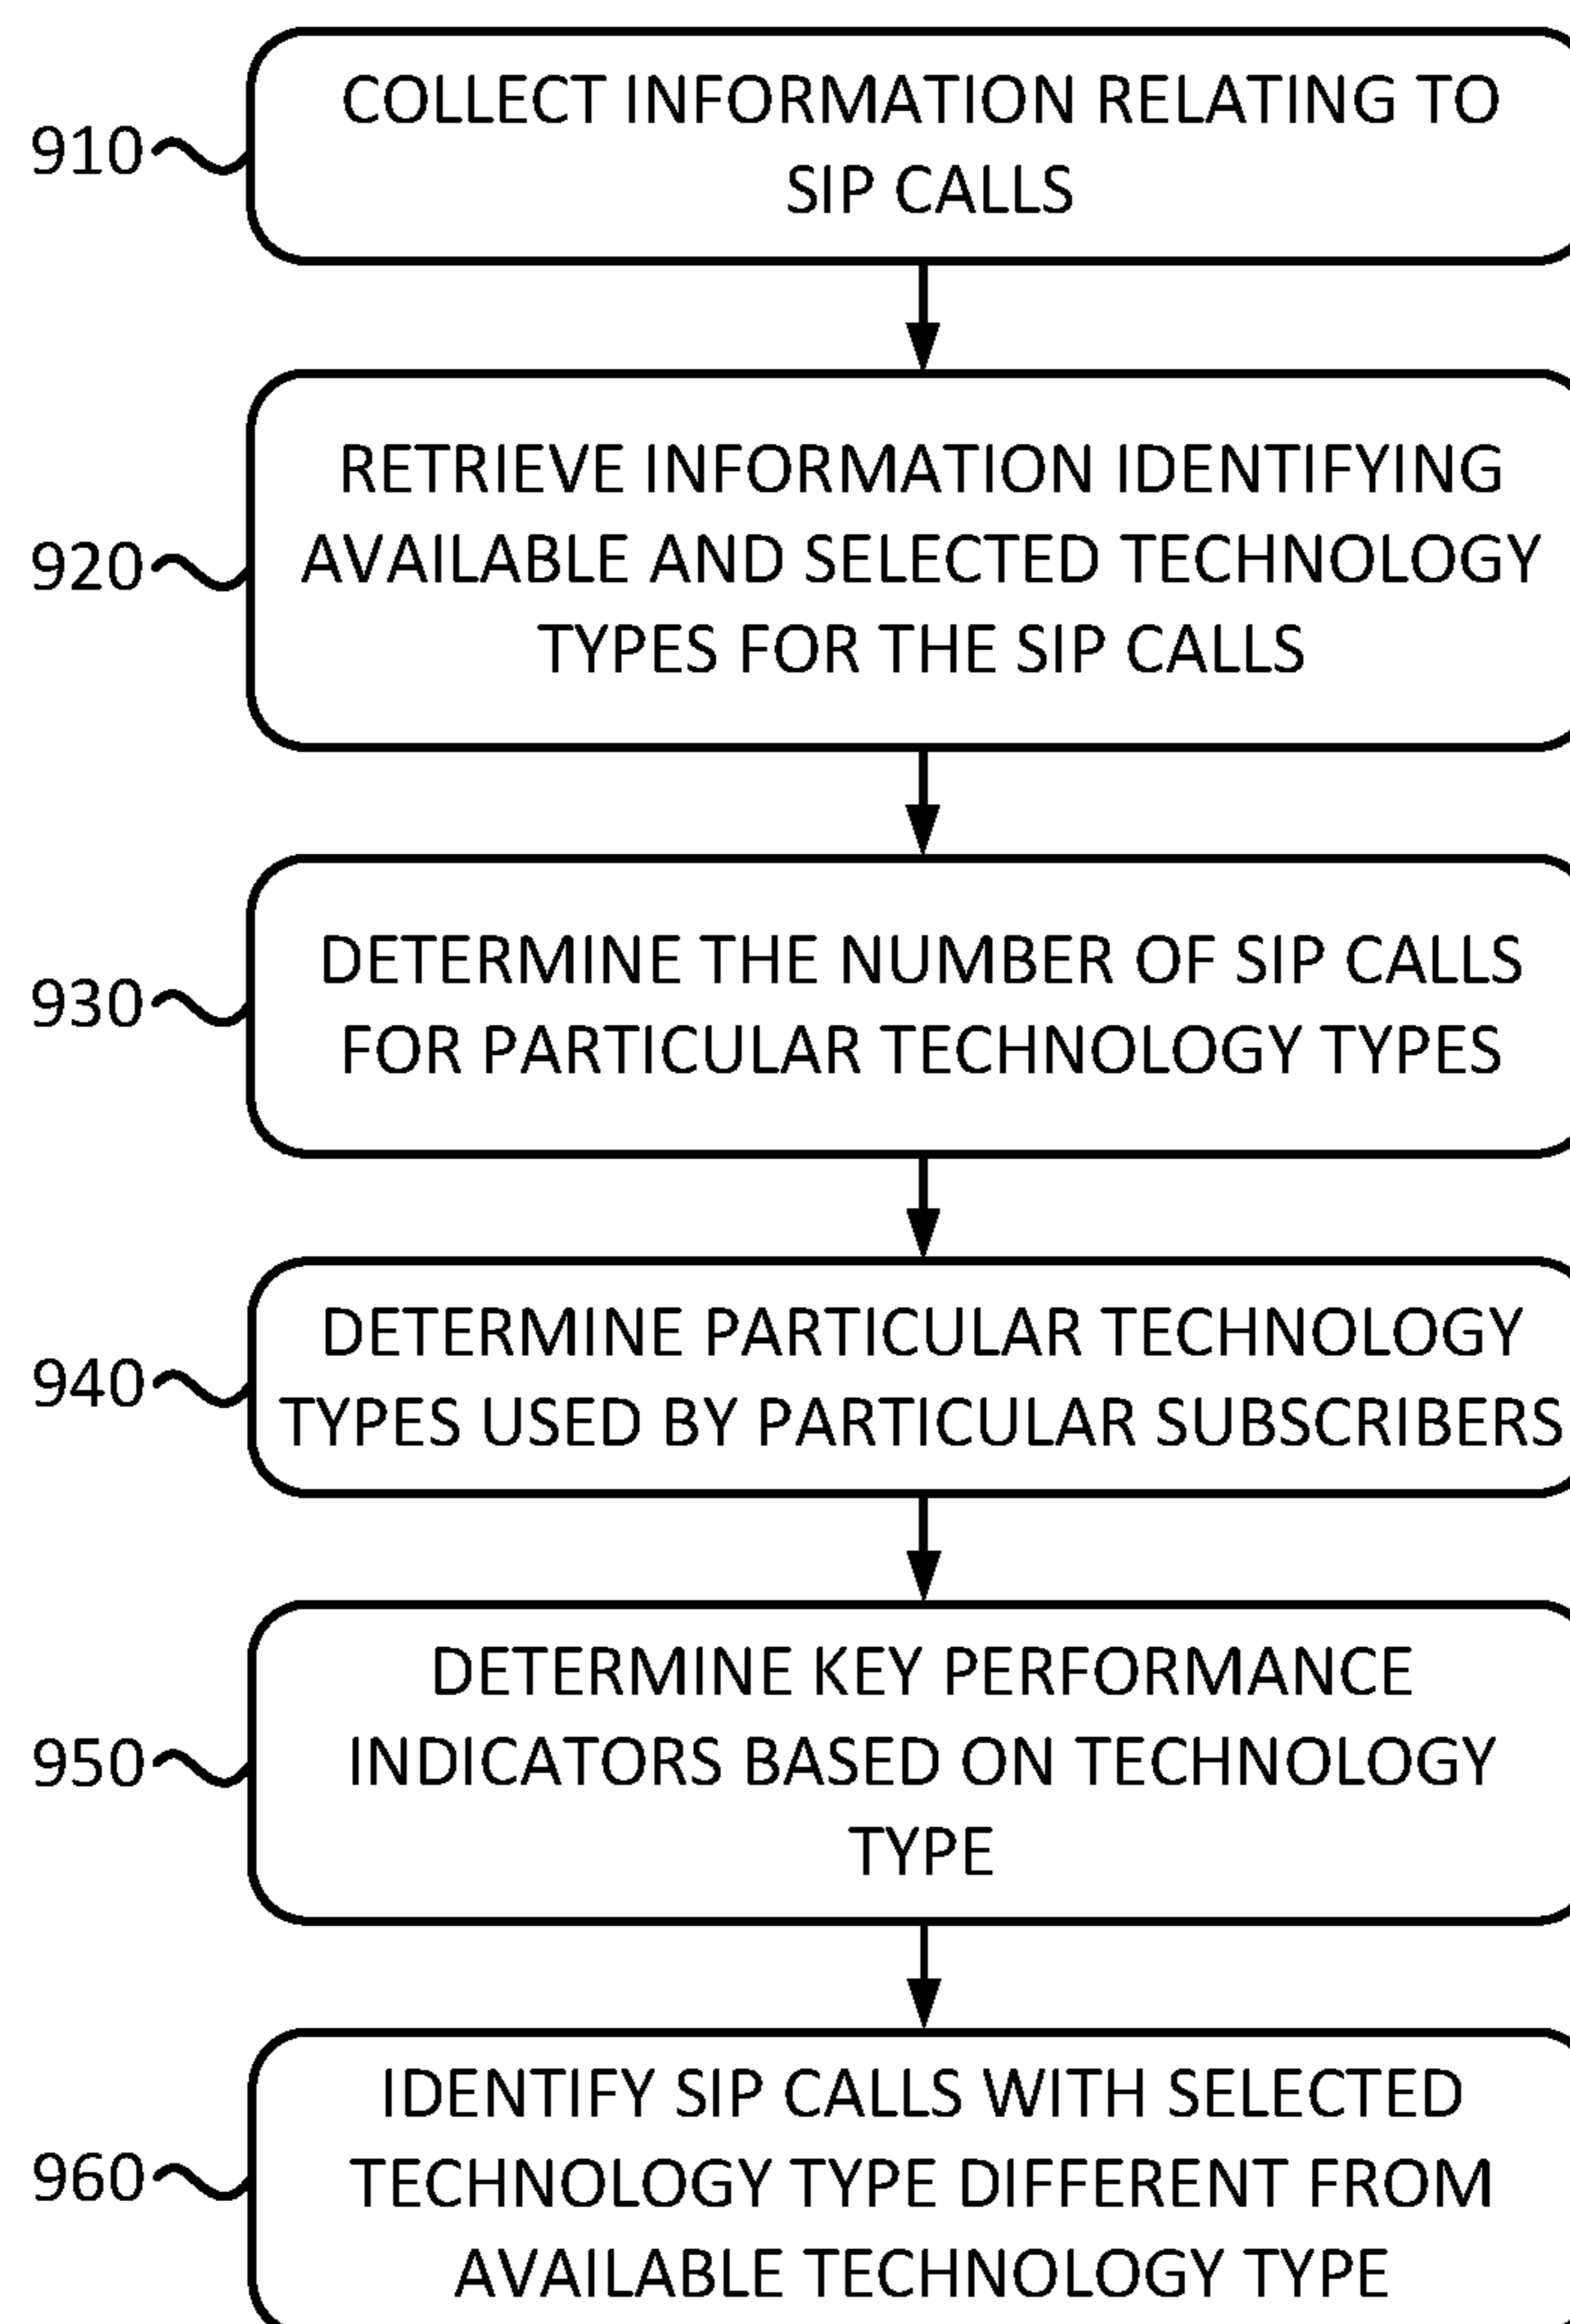 910
COLLECT INFORMATION RELATING TO
SIP CALLS
920
RETRIEVE INFORMATION IDENTIFYING
AVAILABLE AND SELECTED TECHNOLOGY
TYPES FOR THE SIP CALLS
930
DETERMINE THE NUMBER OF SIP CALLS
FOR PARTICULAR TECHNOLOGY TYPES
940
DETERMINE PARTICULAR TECHNOLOGY
TYPES USED BY PARTICULAR SUBSCRIBERS
950
DETERMINE KEY PERFORMANCE
INDICATORS BASED ON TECHNOLOGY
TYPE
960
IDENTIFY SIP CALLS WITH SELECTED
TECHNOLOGY TYPE DIFFERENT FROM
AVAILABLE TECHNOLOGY TYPE